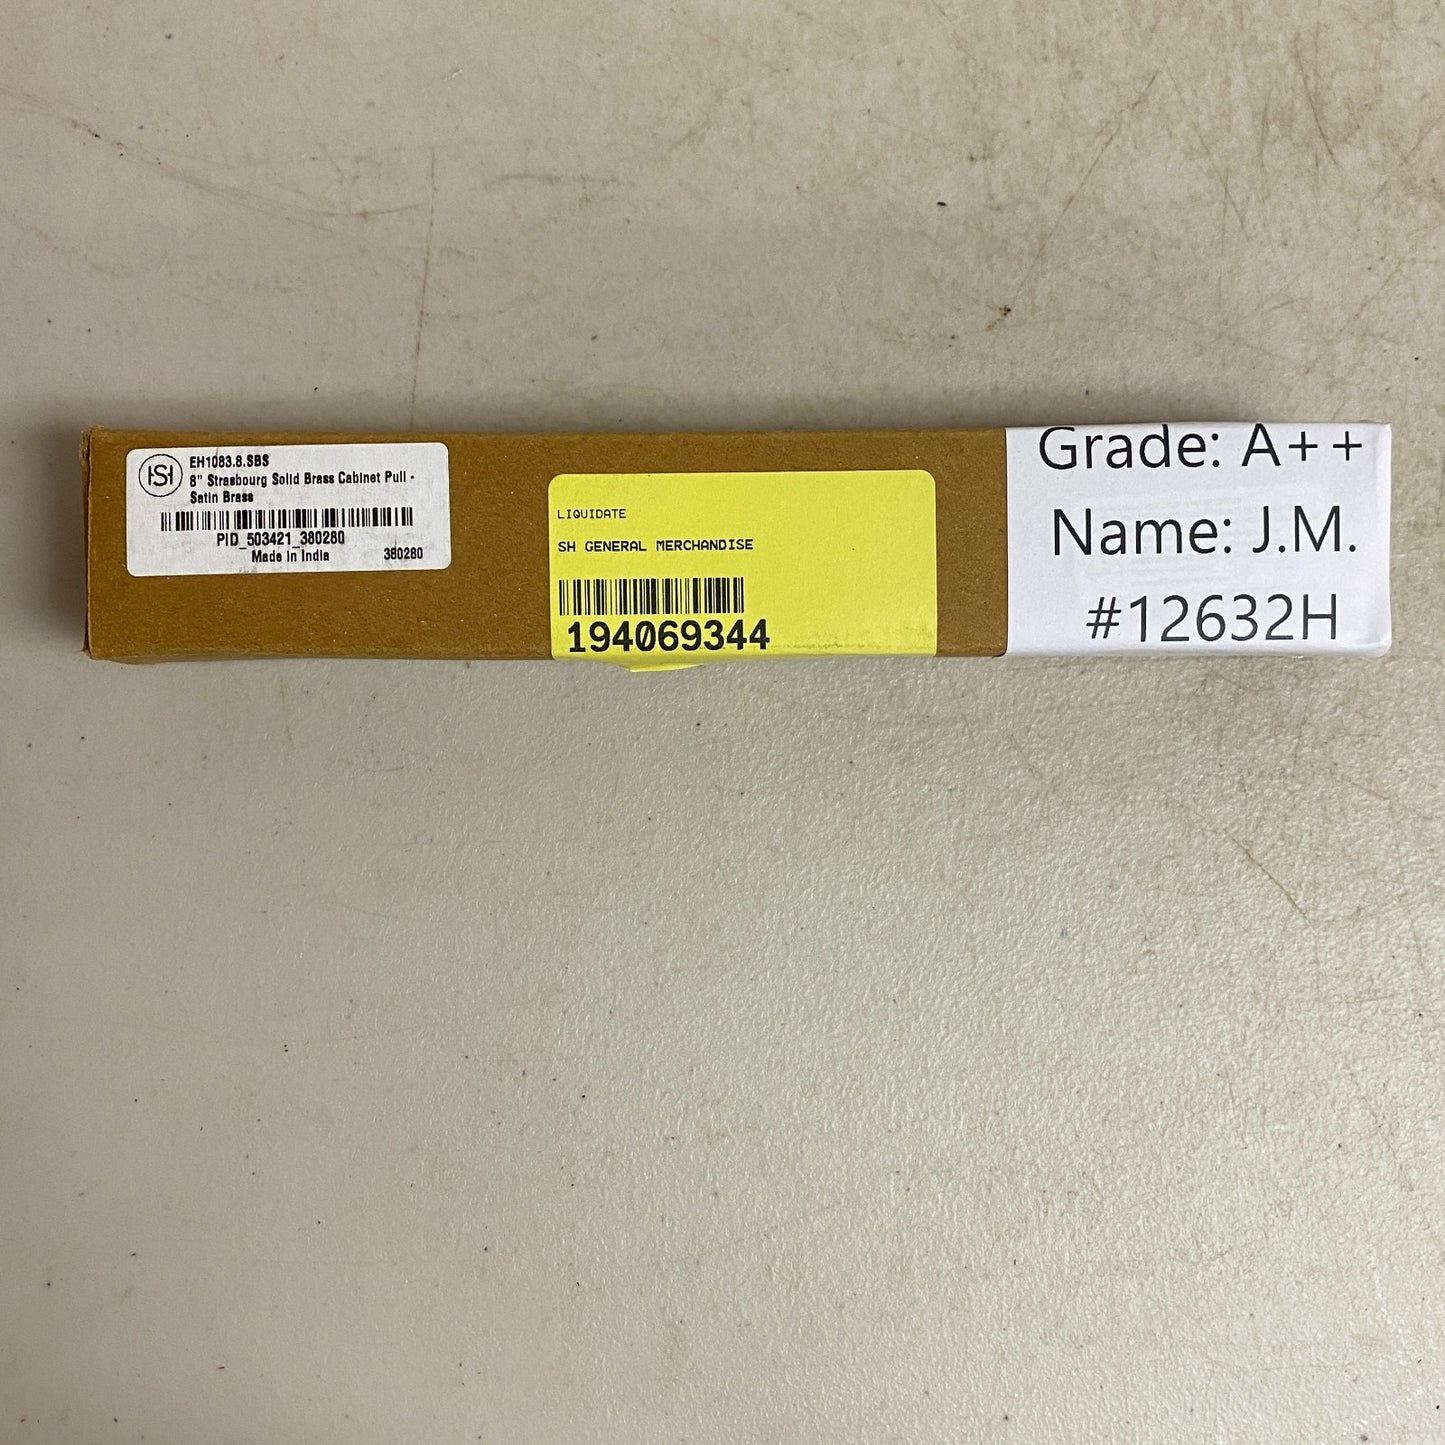 HSH
EH1083.8.SBS
8" Strasbourg Solid Brass Cabinet Pull -
Satin Brass
PID_503421_380280
Made in India 380280
LIQUIDATE
SH GENERAL MERCHANDISE
194069344
Grade: A++
Name: J.M.
#12632H